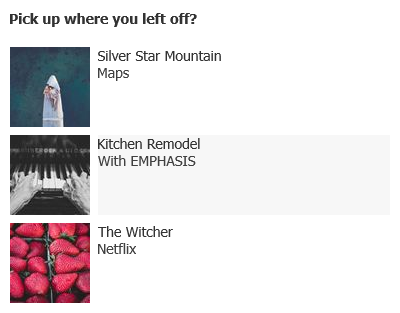 Pick up where you left off?
Silver Star Mountain
Maps
Kitchen Remodel
With EMPHASIS
The Witcher
Netflix